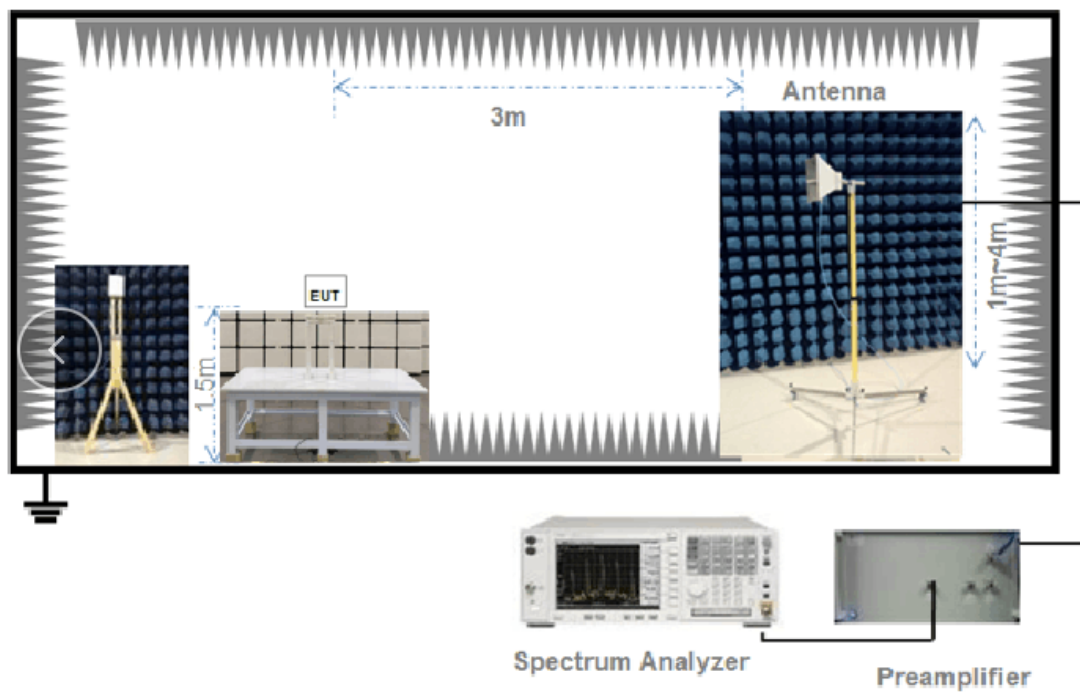 Antenna
3m
1m~4m
EUT
1.5m
Spectrum Analyzer
Preamplifier